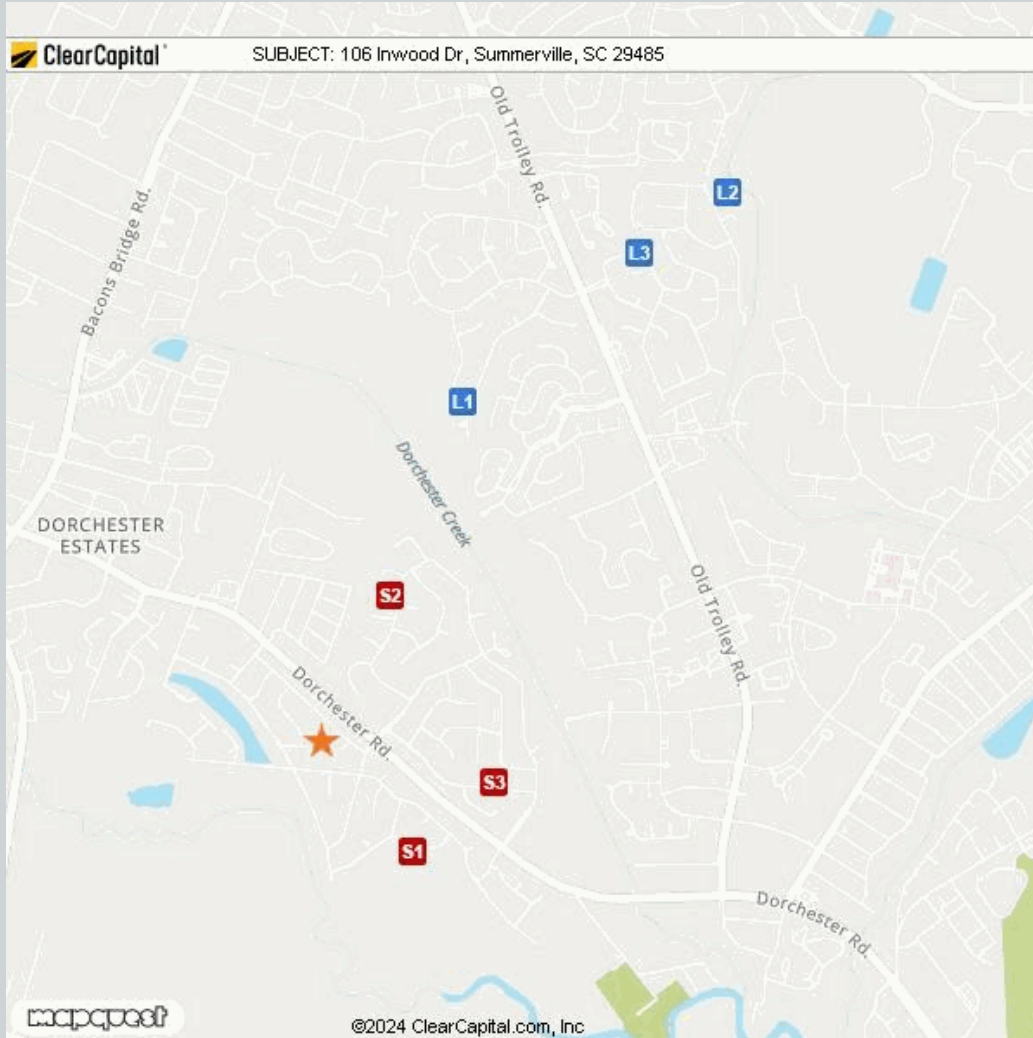 ClearCapital
SUBJECT: 106 Inwood Dr, Summerville, SC 29485
Old Trolley Rd.
L2
Bacons Bridge Rd.
L3
L1
Dorchester Creek
DORCHESTER
ESTATES
Old Trolley Rd.
S2
Dorchester Rd.
S3
S1
Dorchester Rd.
mapquest
©2024 ClearCapital.com, Inc